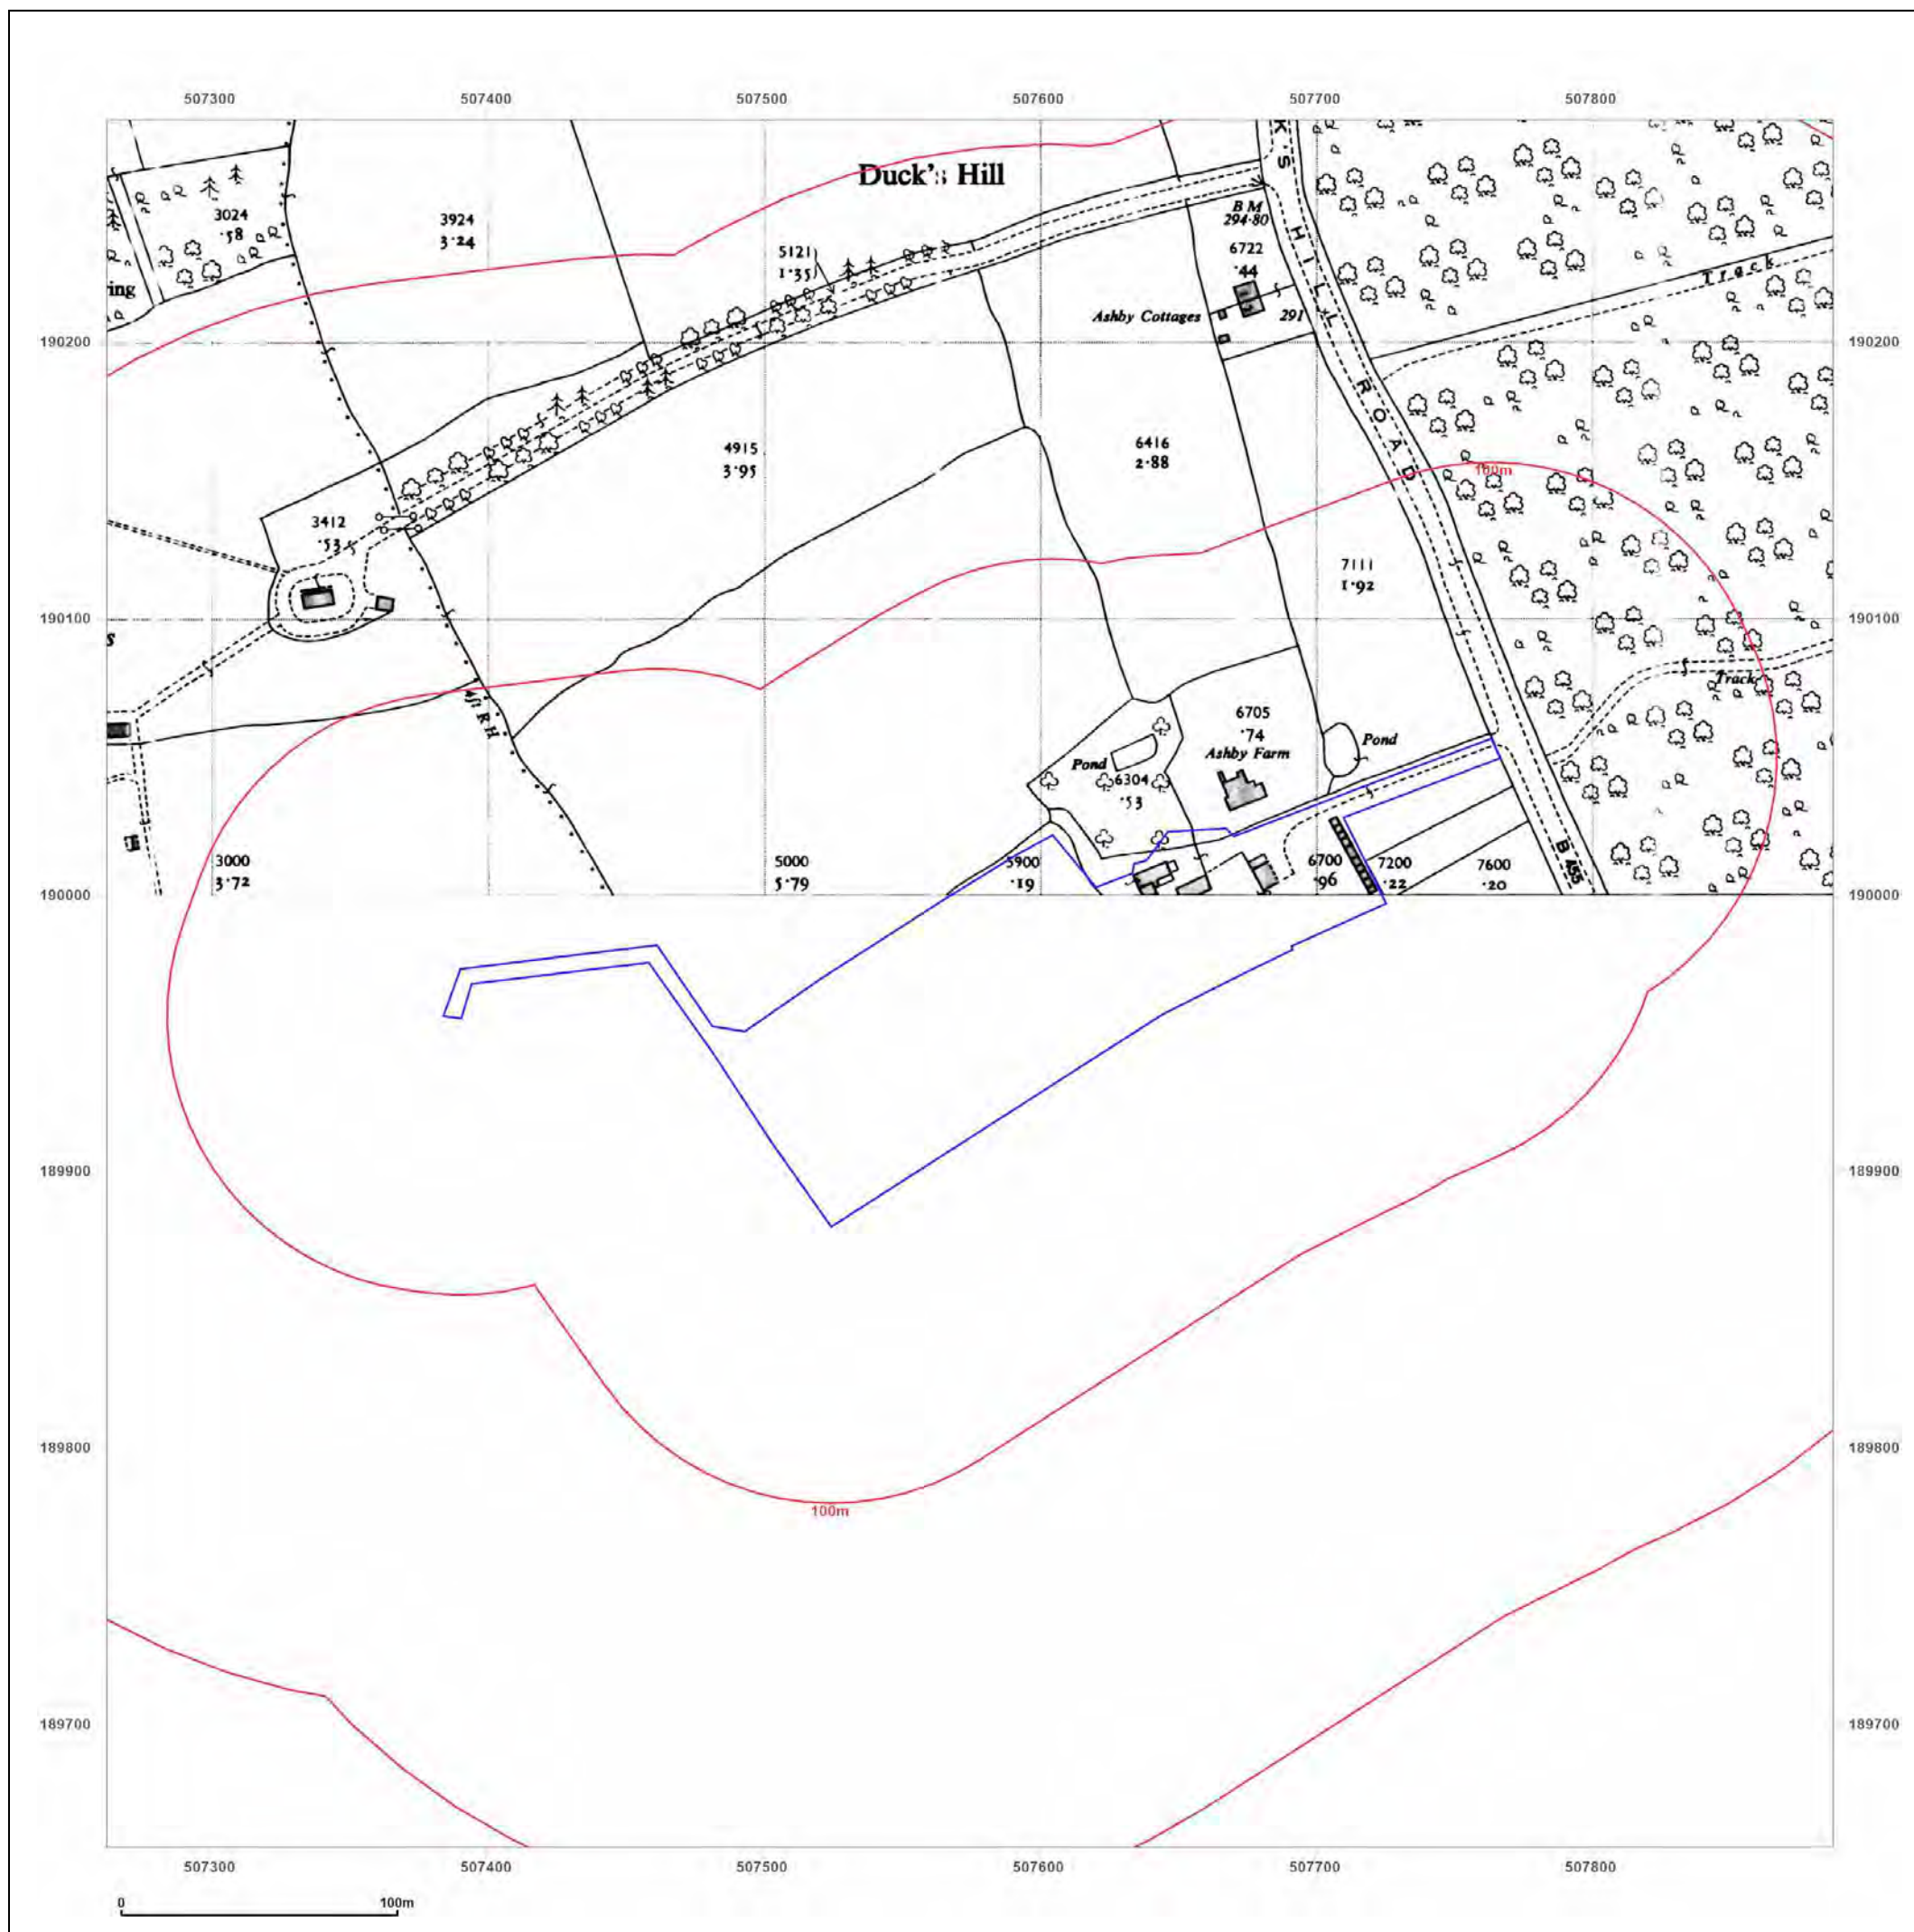 507300 507400 507500 507600 507700 507800
K'S
Duck's Hill
3024
·58
3924
3·24
B M
294·80
5121
1·35
6722
·44
H I L L
Track
ring
Ashby Cottages
291
190200 190200
R O A D
4915
3·95
6416
2·88
100m
3412
·53
7111
1·92
190100 190100
S
Track
4ft R H
6705
·74
Pond
Ashby Farm
Pond
6304
·53
B 455
3000
3·72
5000
5·79
5900
·19
6700
·96
7200
·22
7600
·20
190000 190000
189900 189900
189800 189800
100m
189700 189700
507300 507400 507500 507600 507700 507800
0 100m